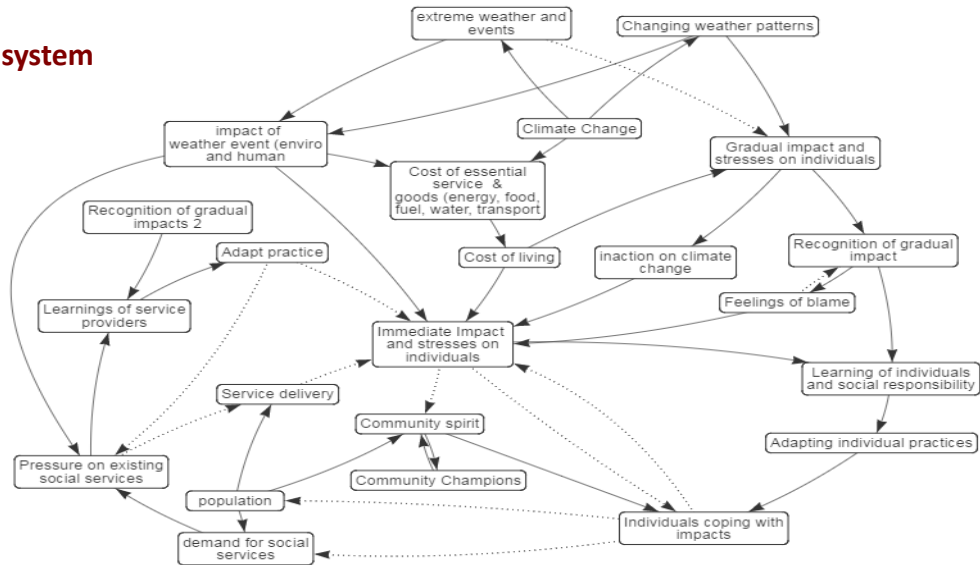 system
extreme weather and
events
Changing weather patterns
impact of
weather event (enviro
and human
Climate Change
Gradual impact and
stresses on individuals
Cost of essential
service & 
goods (energy, food,
fuel, water, transport
Recognition of gradual
impacts 2
Adapt practice
Cost of living
inaction on climate
change
Recognition of gradual
impact
Learnings of service
providers
Feelings of blame
Immediate Impact
and stresses on
individuals
Learning of individuals
and social responsibility
Service delivery
Community spirit
Adapting individual practices
Pressure on existing
social services
Community Champions
population
Individuals coping with
impacts
demand for social
services